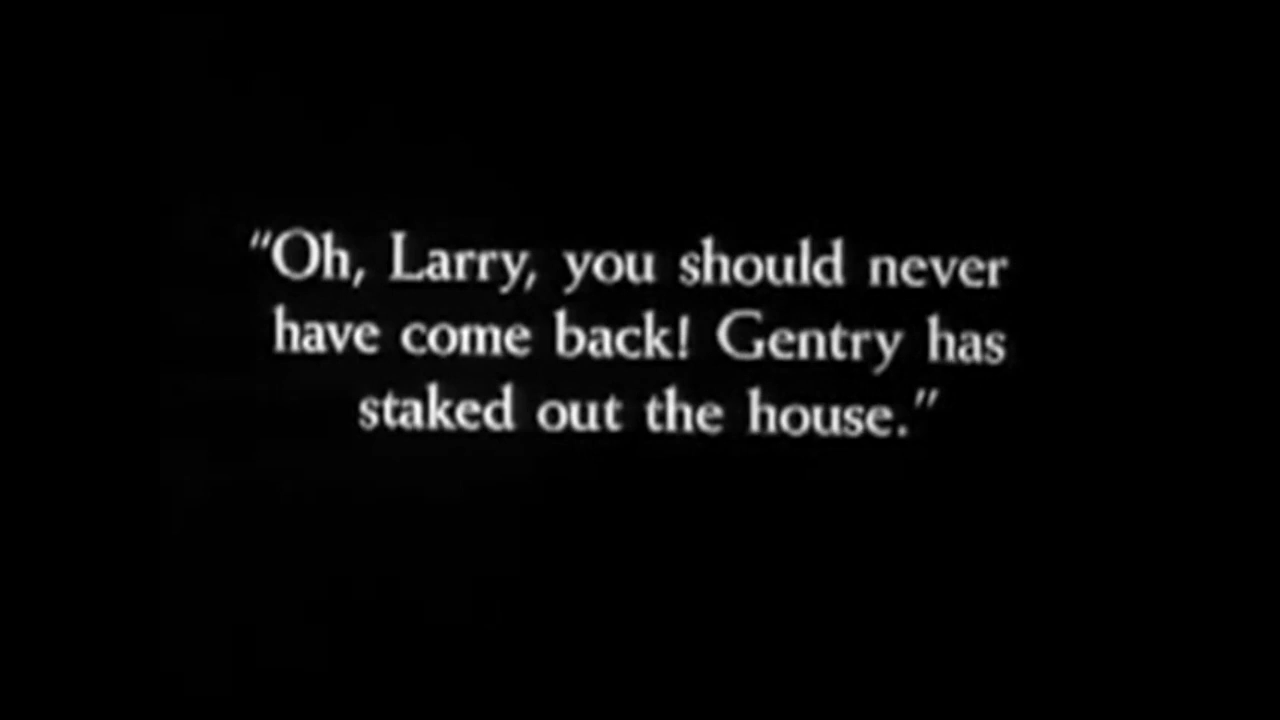 "Oh, Larry, you should never
have come back! Gentry has
staked out the house."